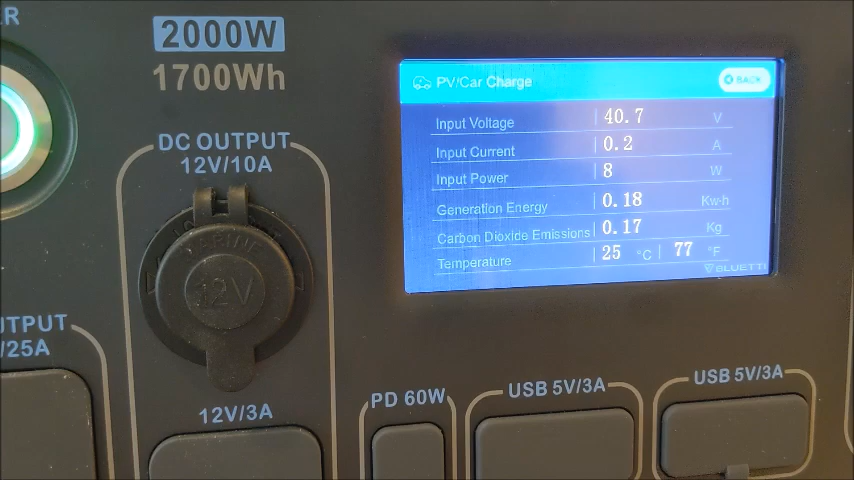 R
2000W
1700Wh
DC OUTPUT
12V/10A
MARINE
12V
UTPUT
/25A
12V/3A
PD 60W
USB 5V/3A
USB 5V/3A
PV/Car Charge
BACK
Input Voltage 40.7 V
Input Current 0.2 A
Input Power 8 W
Generation Energy 0.18 Kw·h
Carbon Dioxide Emissions 0.17 Kg
Temperature 25 °C 77 °F
BLUETTI